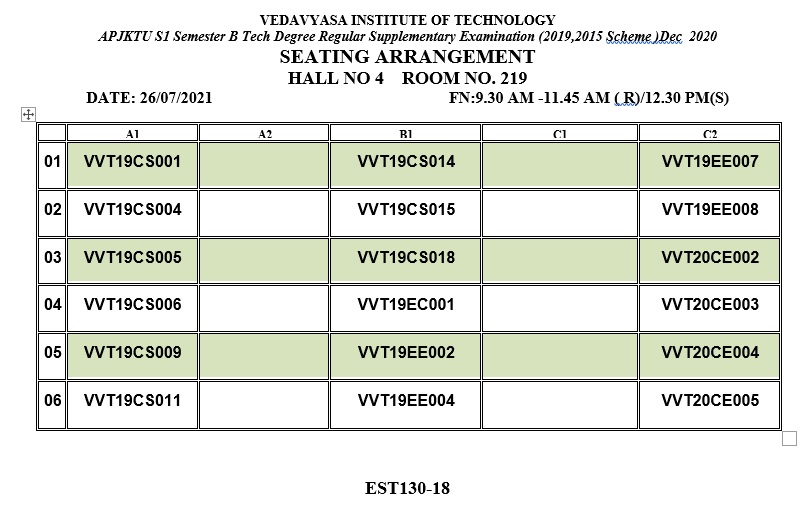 VEDAVYASA INSTITUTE OF TECHNOLOGY
APJKTU S1 Semester B Tech Degree Regular Supplementary Examination (2019,2015 Scheme )Dec 2020
SEATING ARRANGEMENT
HALL NO 4 ROOM NO. 219
DATE: 26/07/2021 FN:9.30 AM -11.45 AM ( R)/12.30 PM(S)
A1 A2 B1 C1 C2
01 VVT19CS001 VVT19CS014 VVT19EE007
02 VVT19CS004 VVT19CS015 VVT19EE008
03 VVT19CS005 VVT19CS018 VVT20CE002
04 VVT19CS006 VVT19EC001 VVT20CE003
05 VVT19CS009 VVT19EE002 VVT20CE004
06 VVT19CS011 VVT19EE004 VVT20CE005
EST130-18